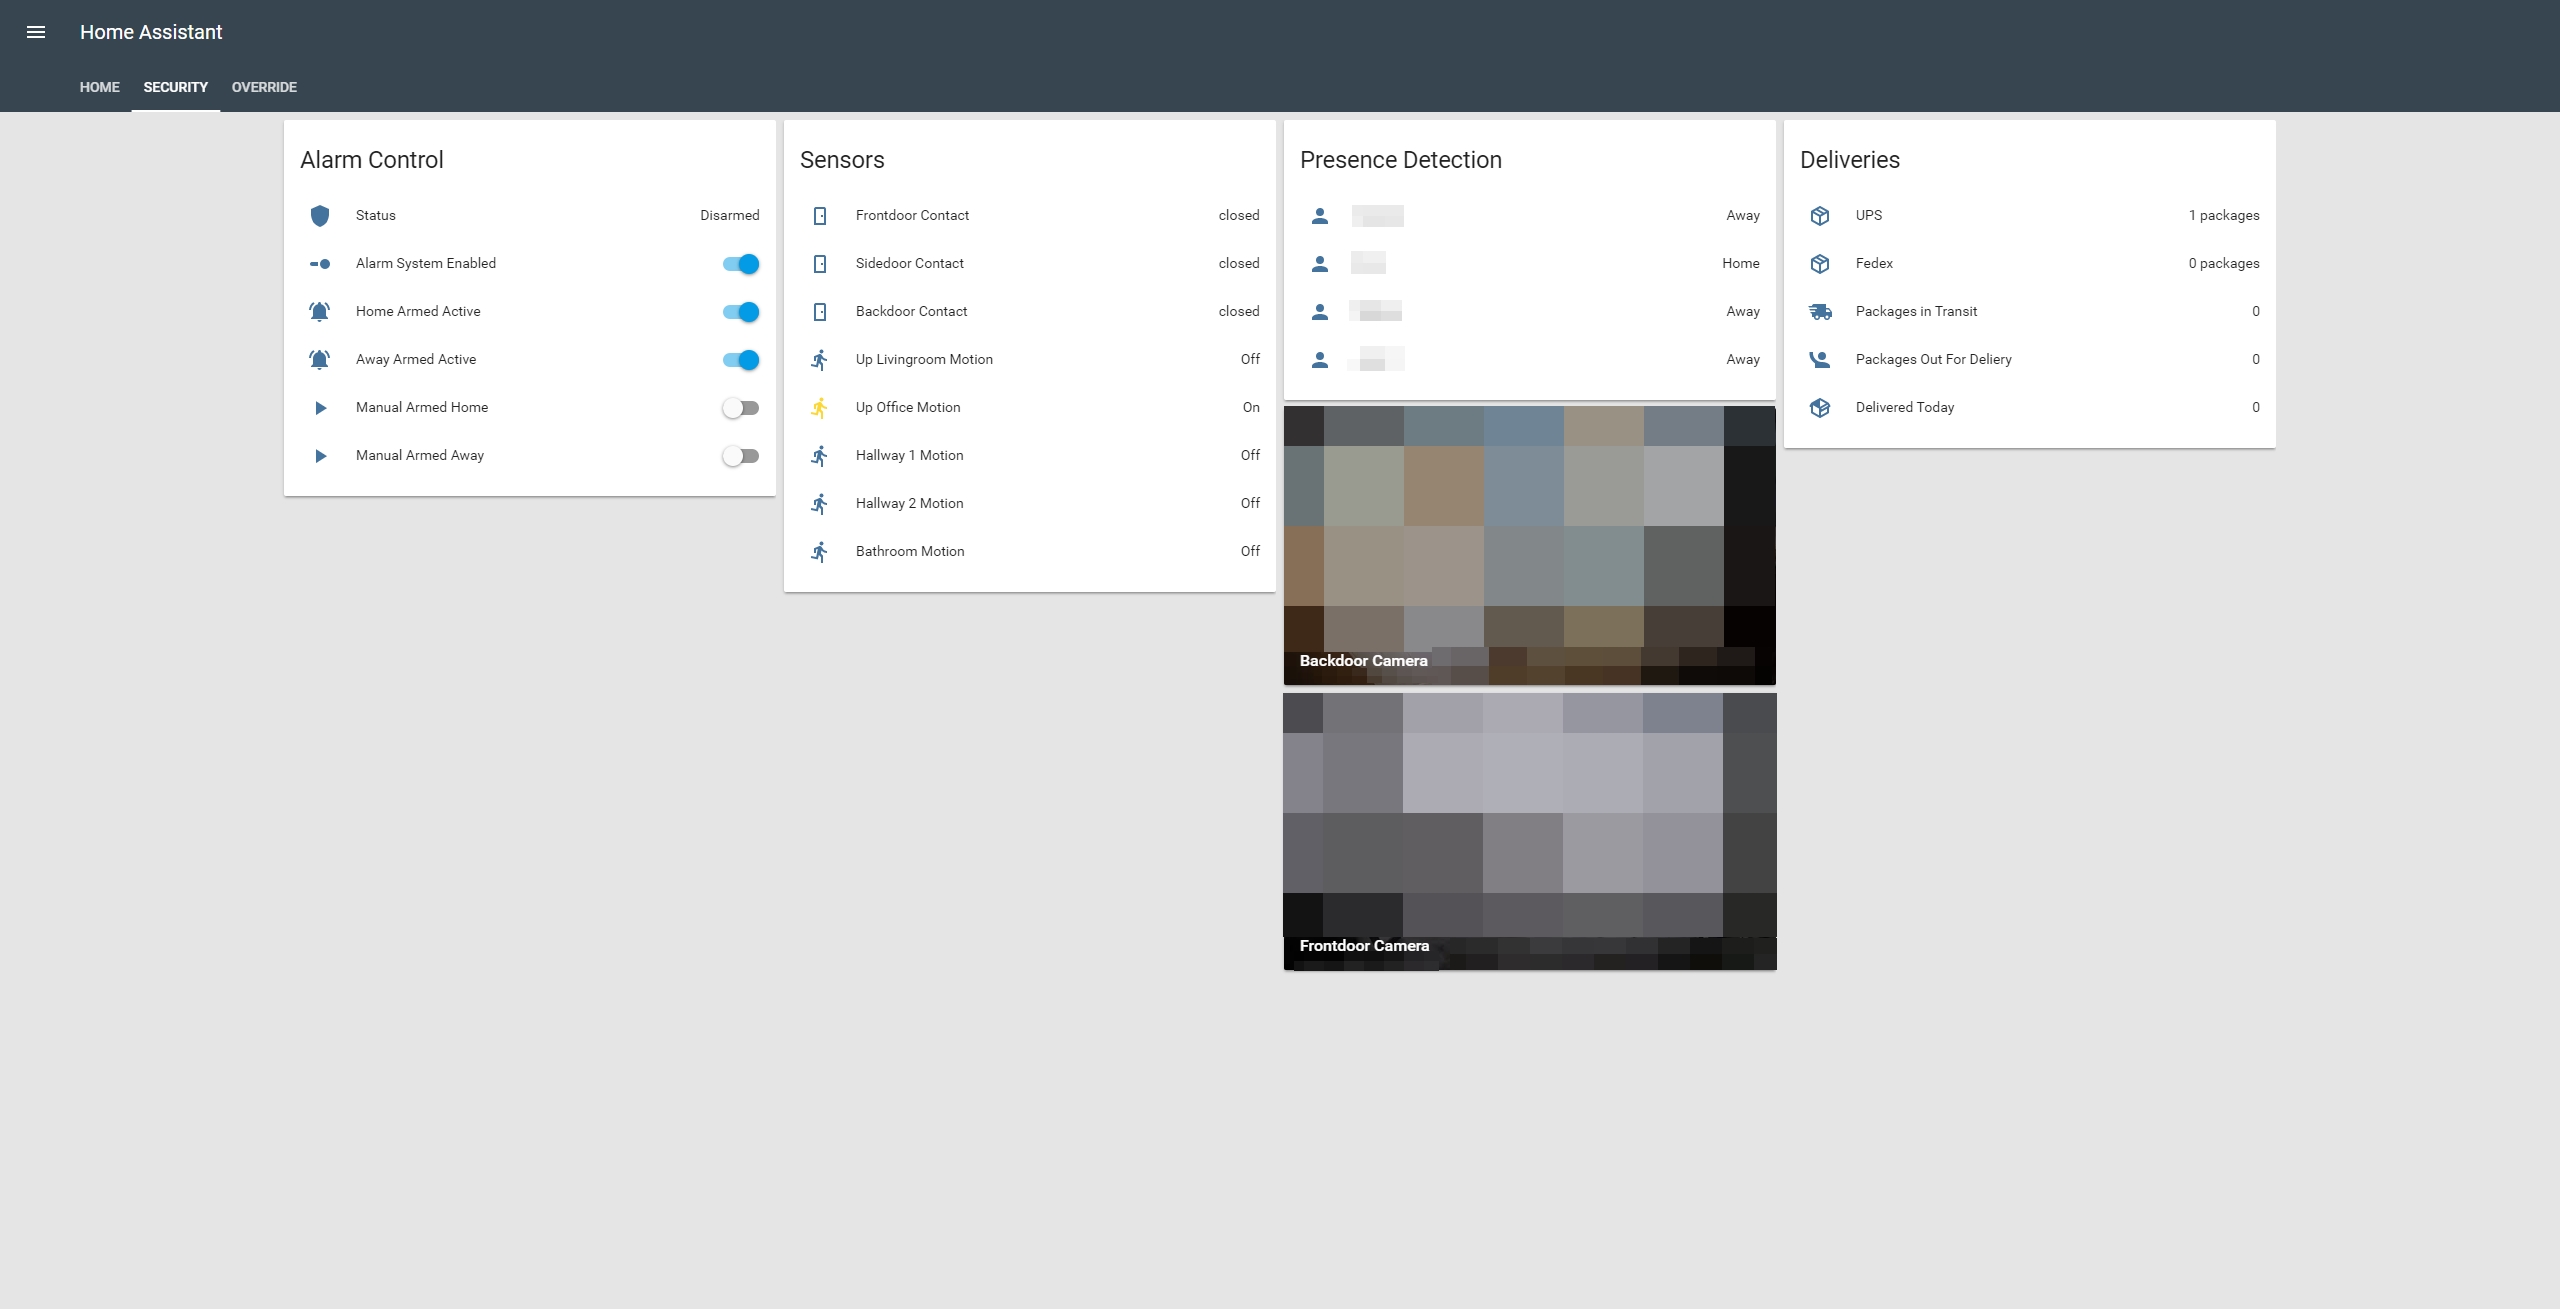 Home Assistant
HOME SECURITY OVERRIDE
Alarm Control
Status Disarmed
Alarm System Enabled
Home Armed Active
Away Armed Active
Manual Armed Home
Manual Armed Away
Sensors
Frontdoor Contact closed
Sidedoor Contact closed
Backdoor Contact closed
Up Livingroom Motion Off
Up Office Motion On
Hallway 1 Motion Off
Hallway 2 Motion Off
Bathroom Motion Off
Presence Detection
Away
Home
Away
Away
Backdoor Camera
Frontdoor Camera
Deliveries
UPS 1 packages
Fedex 0 packages
Packages in Transit 0
Packages Out For Deliery 0
Delivered Today 0